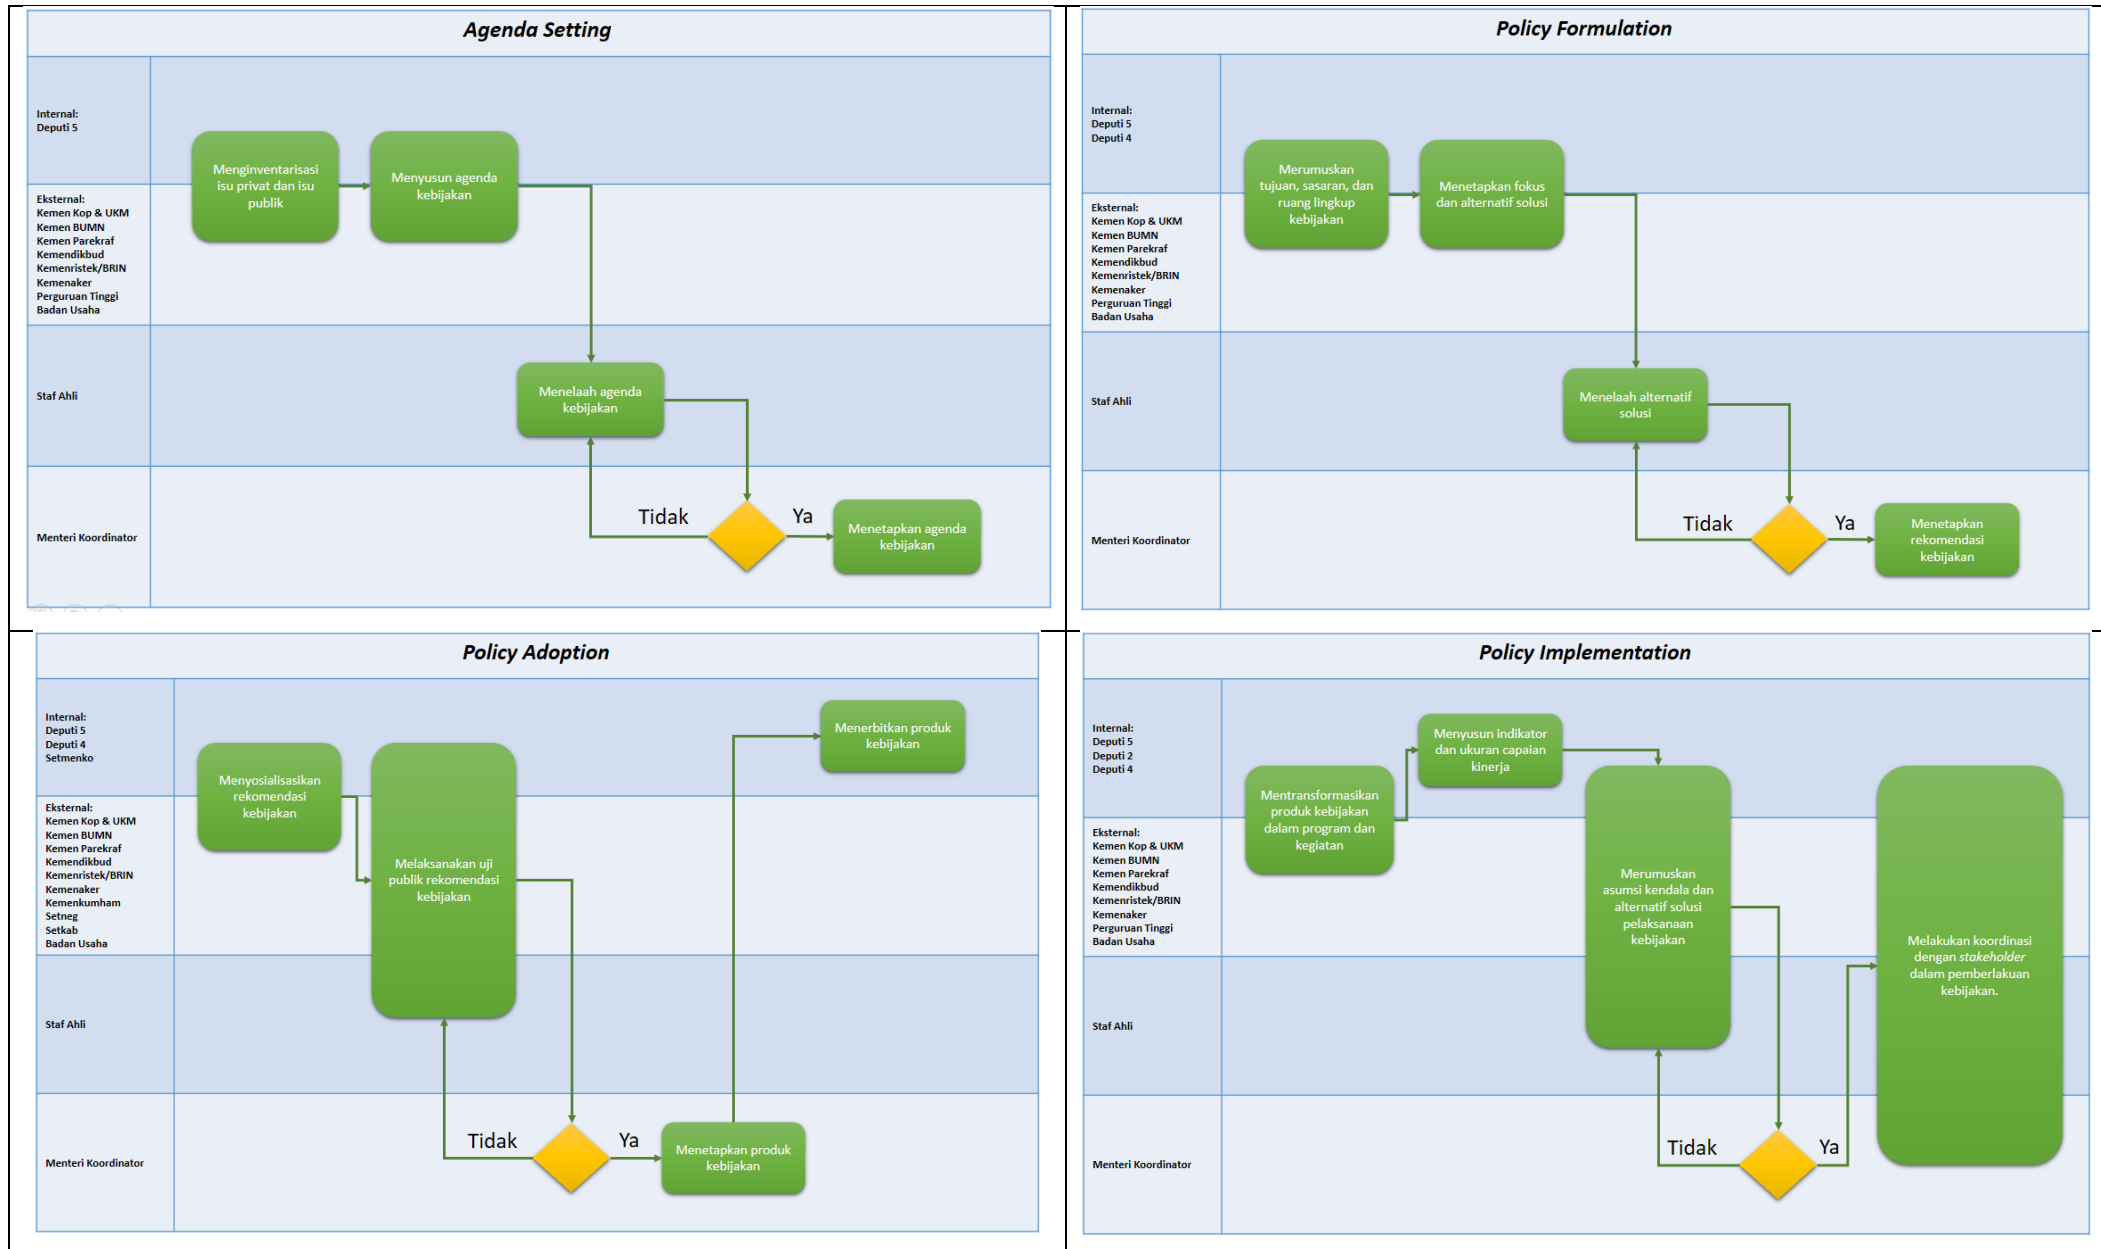 Agenda Setting
Internal:
Deputi 5
Eksternal:
Kemen Kop & UKM
Kemen BUMN
Kemen Parekraf
Kemendikbud
Kemenristek/BRIN
Kemenaker
Perguruan Tinggi
Badan Usaha
Staf Ahli
Menteri Koordinator
Menginventarisasi
isu privat dan isu
publik
Menyusun agenda
kebijakan
Menelaah agenda
kebijakan
Tidak
Ya
Menetapkan agenda
kebijakan
Policy Formulation
Internal:
Deputi 5
Deputi 4
Eksternal:
Kemen Kop & UKM
Kemen BUMN
Kemen Parekraf
Kemendikbud
Kemenristek/BRIN
Kemenaker
Perguruan Tinggi
Badan Usaha
Staf Ahli
Menteri Koordinator
Merumuskan
tujuan, sasaran, dan
ruang lingkup
kebijakan
Menetapkan fokus
dan alternatif solusi
Menelaah alternatif
solusi
Tidak
Ya
Menetapkan
rekomendasi
kebijakan
Policy Adoption
Internal:
Deputi 5
Deputi 4
Setmenko
Eksternal:
Kemen Kop & UKM
Kemen BUMN
Kemen Parekraf
Kemendikbud
Kemenristek/BRIN
Kemenaker
Kemenkumham
Setneg
Setkab
Badan Usaha
Staf Ahli
Menteri Koordinator
Menyosialisasikan
rekomendasi
kebijakan
Melaksanakan uji
publik rekomendasi
kebijakan
Tidak
Ya
Menetapkan produk
kebijakan
Menerbitkan produk
kebijakan
Policy Implementation
Internal:
Deputi 5
Deputi 2
Deputi 4
Eksternal:
Kemen Kop & UKM
Kemen BUMN
Kemen Parekraf
Kemendikbud
Kemenristek/BRIN
Kemenaker
Perguruan Tinggi
Badan Usaha
Staf Ahli
Menteri Koordinator
Mentransformasikan
produk kebijakan
dalam program dan
kegiatan
Menyusun indikator
dan ukuran capaian
kinerja
Merumuskan
asumsi kendala dan
alternatif solusi
pelaksanaan
kebijakan
Tidak
Ya
Melakukan koordinasi
dengan stakeholder
dalam pemberlakuan
kebijakan.